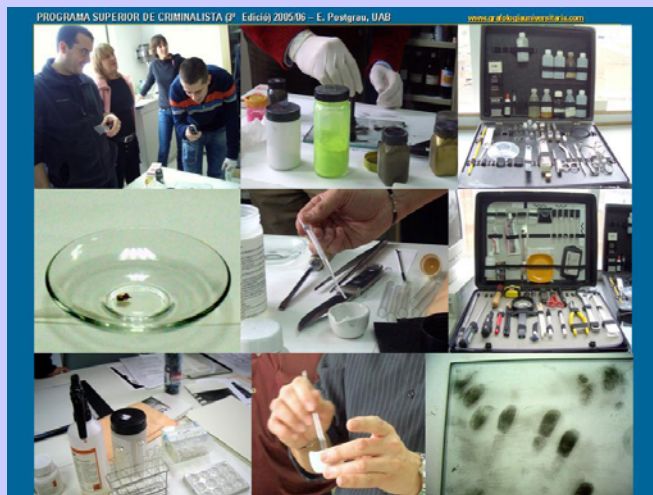 PROGRAMA SUPERIOR DE CRIMINALISTA (3ª Edició) 2005/06 – E. Postgrau, UAB
www.grafologiauniversitaria.com